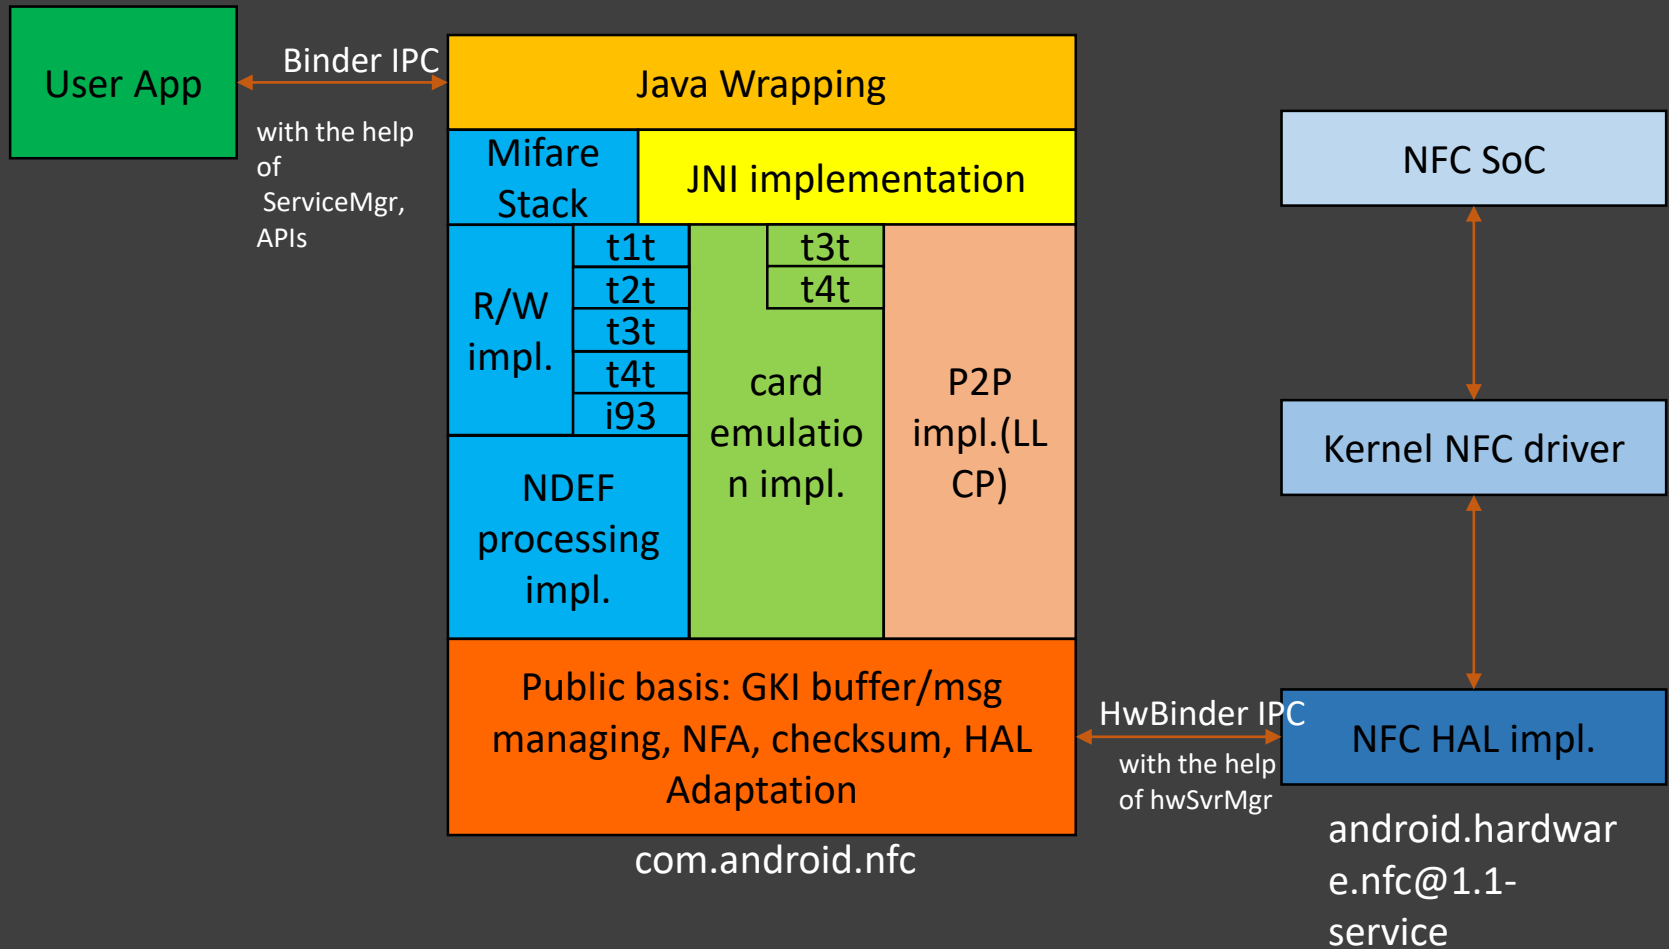 User App
Binder IPC
with the help
of
ServiceMgr,
APIs
Java Wrapping
Mifare
Stack
JNI implementation
R/W
impl.
t1t
t2t
t3t
t4t
i93
NDEF
processing
impl.
t3t
t4t
card
emulatio
n impl.
P2P
impl.(LL
CP)
Public basis: GKI buffer/msg
managing, NFA, checksum, HAL
Adaptation
com.android.nfc
HwBinder IPC
with the help
of hwSvrMgr
NFC SoC
Kernel NFC driver
NFC HAL impl.
android.hardwar
e.nfc@1.1-
service